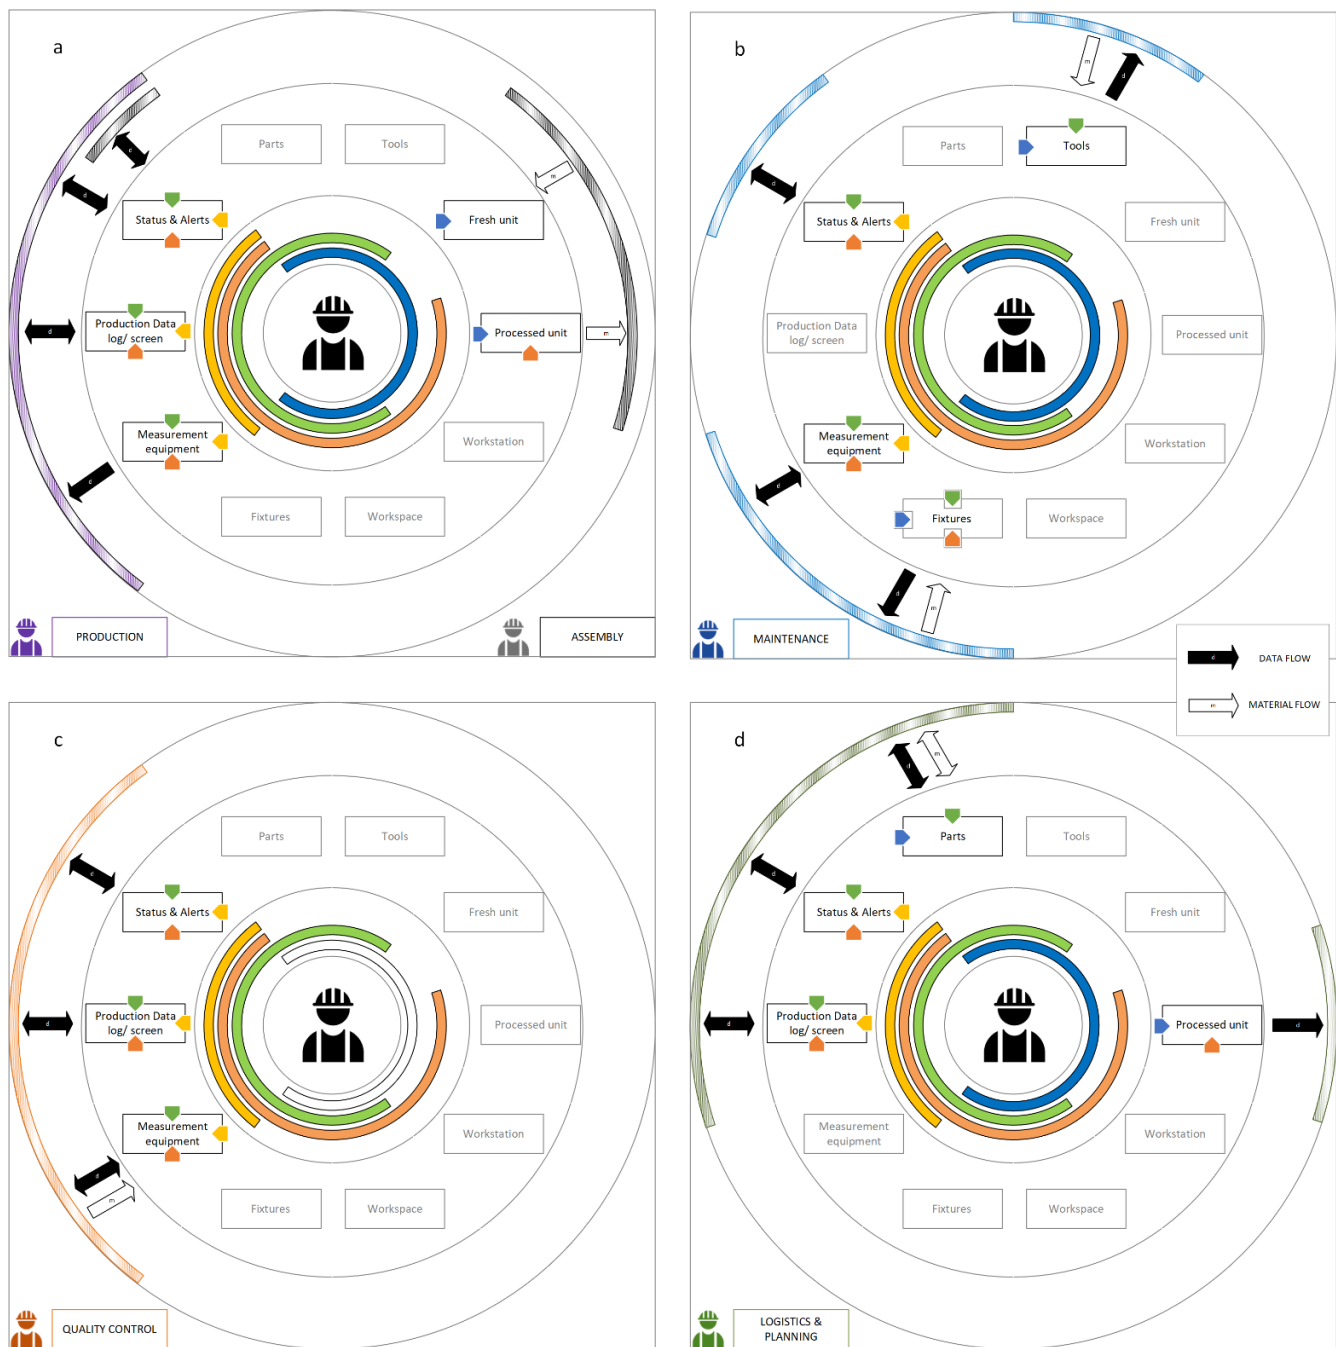 a
Parts
Tools
d
d
m
Status & Alerts
Fresh unit
d
Production Data
log/ screen
Processed unit
m
Measurement
equipment
Workstation
d
Fixtures
Workspace
PRODUCTION
ASSEMBLY
b
m
d
Parts
Tools
d
Status & Alerts
Fresh unit
Production Data
log/ screen
Processed unit
Measurement
equipment
Workstation
d
Fixtures
Workspace
d
m
MAINTENANCE
d
DATA FLOW
m
MATERIAL FLOW
c
Parts
Tools
d
Status & Alerts
Fresh unit
d
Production Data
log/ screen
Processed unit
Measurement
equipment
Workstation
d
m
Fixtures
Workspace
QUALITY CONTROL
d
d
m
Parts
Tools
d
Status & Alerts
Fresh unit
d
Production Data
log/ screen
Processed unit
d
Measurement
equipment
Workstation
Fixtures
Workspace
LOGISTICS &
PLANNING